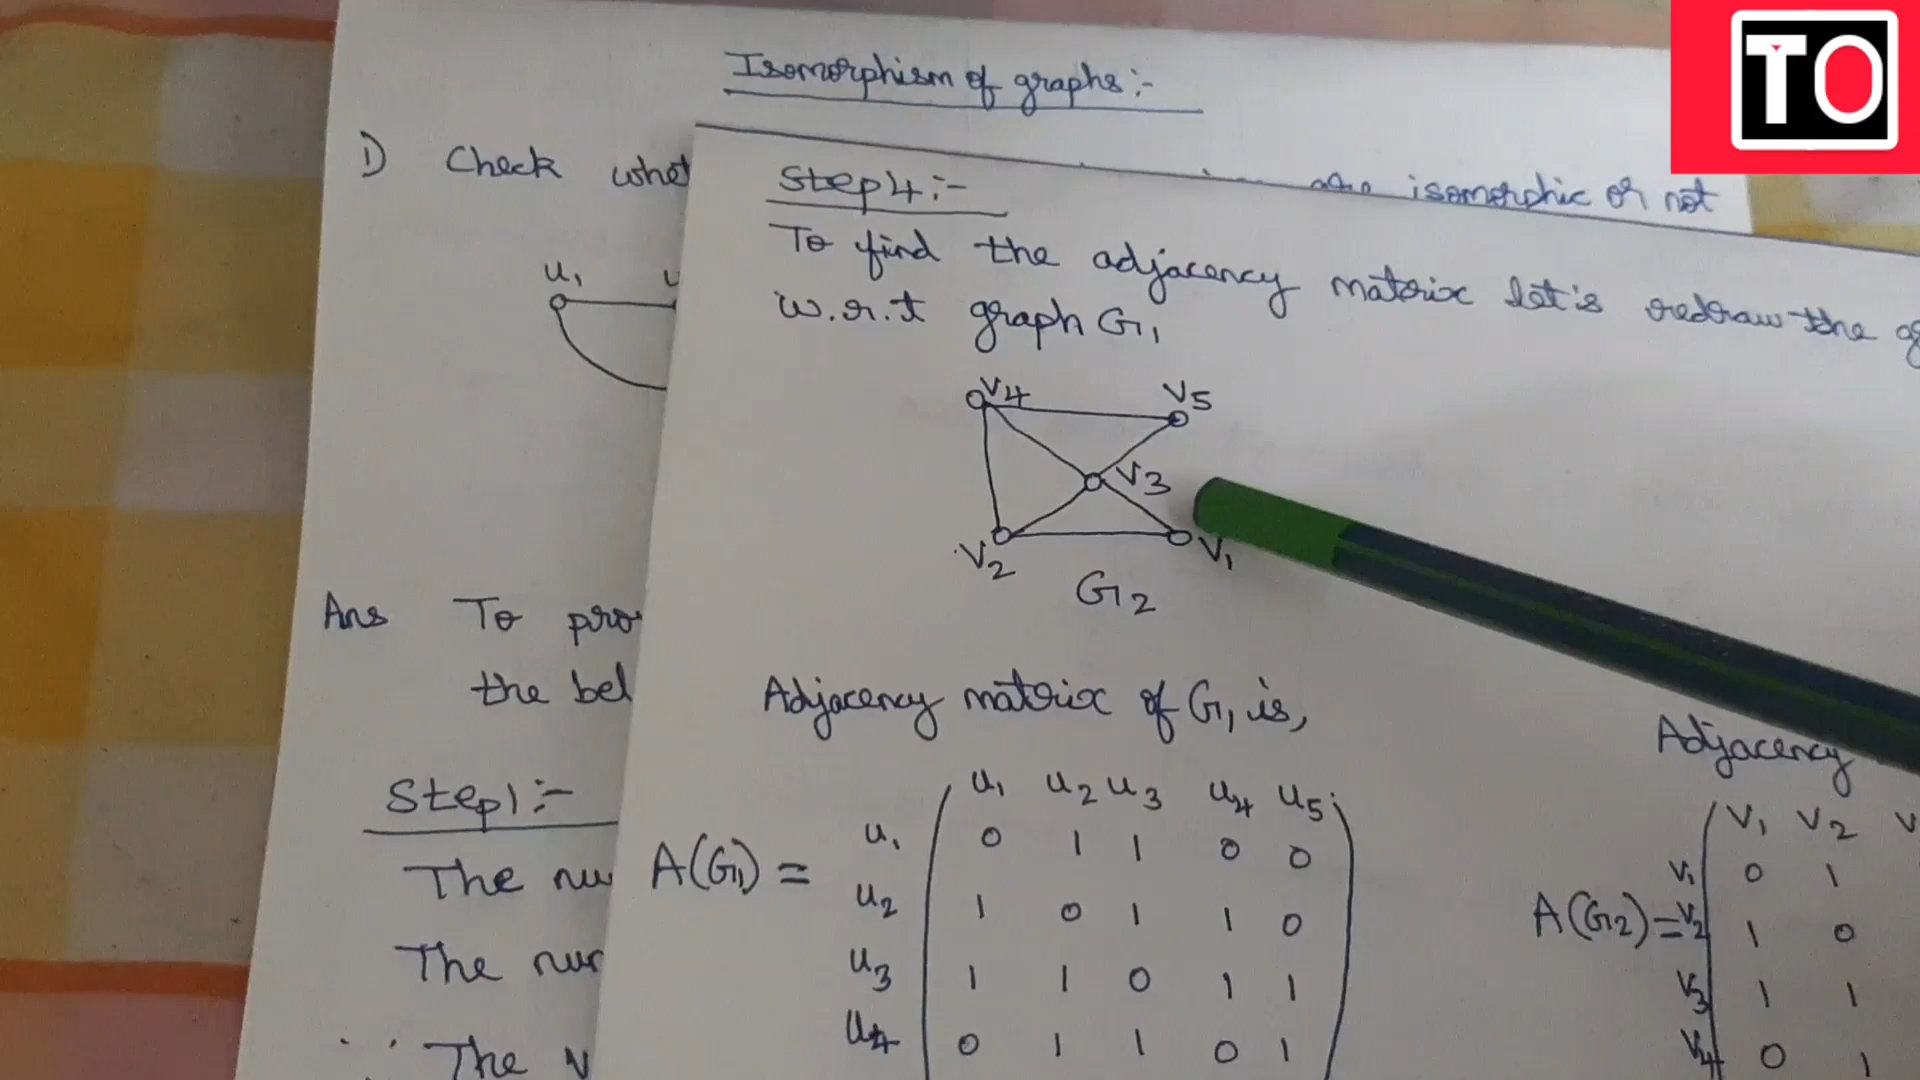 TO
Isomorphism of graphs :-
1) Check whet are isomorphic or not
Step4 :-
To find the adjacency matrix let's redraw the g
w.r.t graph G1
u1
V4 V5
V3
V2 V1
G2
Ans To pro
the bel
Adjacency matrix of G1 is,
Adjacency
Step1 :-
u1 u2 u3 u4 u5
V1 V2 V
A(G1) =
u1 0 1 1 0 0
u2 1 0 1 1 0
u3 1 1 0 1 1
u4 0 1 1 0 1
A(G2) =
V1 0 1
V2 1 0
V3 1 1
V4 0 1
The nu
The nur
∴ The v